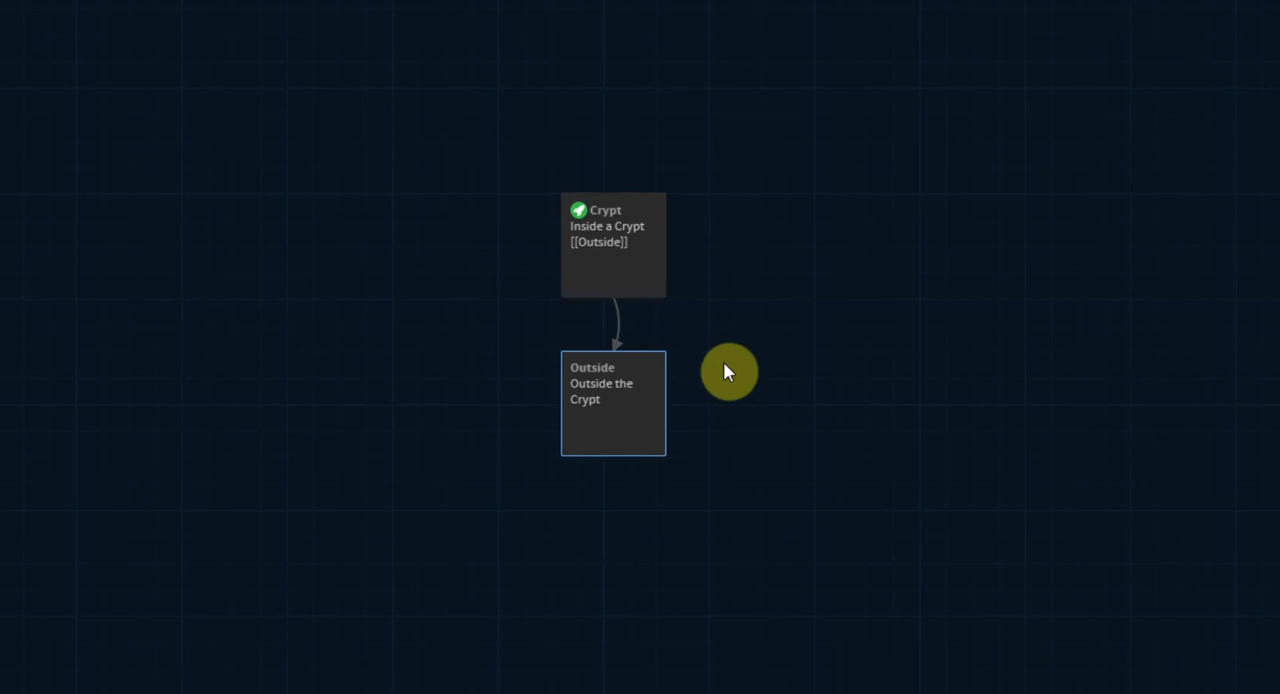 Crypt
Inside a Crypt
[[Outside]]
Outside
Outside the
Crypt